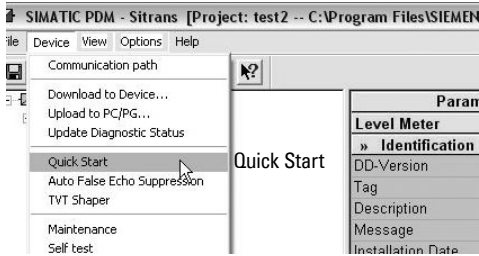 SIMATIC PDM - Sitrans [Project: test2 -- C:\Program Files\SIEMEN
File Device View Options Help
Communication path
Download to Device...
Upload to PC/PG...
Update Diagnostic Status
Quick Start
Auto False Echo Suppression
TVT Shaper
Maintenance
Self test
Quick Start
Param
Level Meter
» Identification
DD-Version
Tag
Description
Message
Installation Date